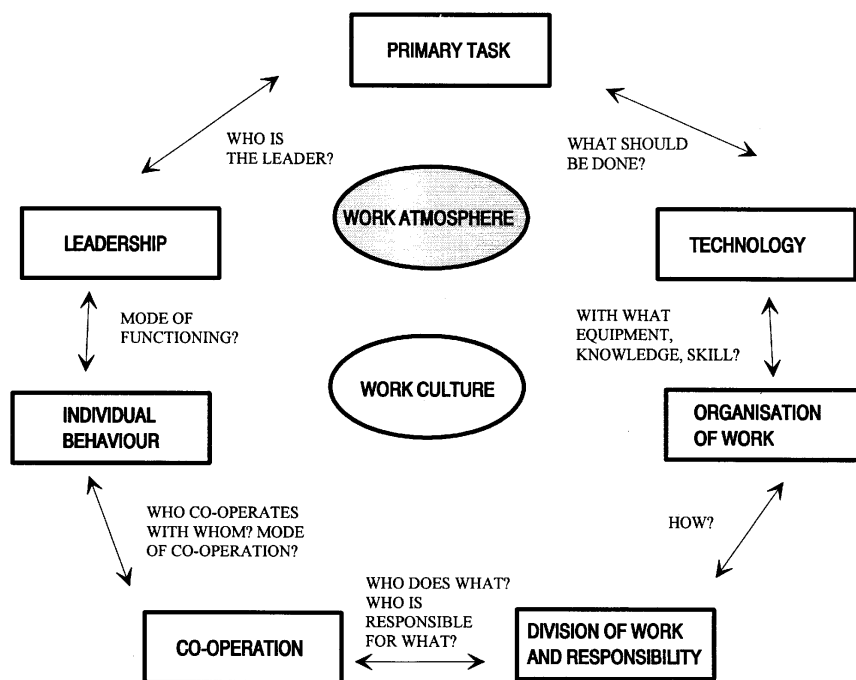 PRIMARY TASK
WHO IS
THE LEADER?
WHAT SHOULD
BE DONE?
WORK ATMOSPHERE
LEADERSHIP
TECHNOLOGY
MODE OF
FUNCTIONING?
WITH WHAT
EQUIPMENT,
KNOWLEDGE, SKILL?
WORK CULTURE
INDIVIDUAL
BEHAVIOUR
ORGANISATION
OF WORK
WHO CO-OPERATES
WITH WHOM? MODE
OF CO-OPERATION?
HOW?
WHO DOES WHAT?
WHO IS
RESPONSIBLE
FOR WHAT?
CO-OPERATION
DIVISION OF WORK
AND RESPONSIBILITY